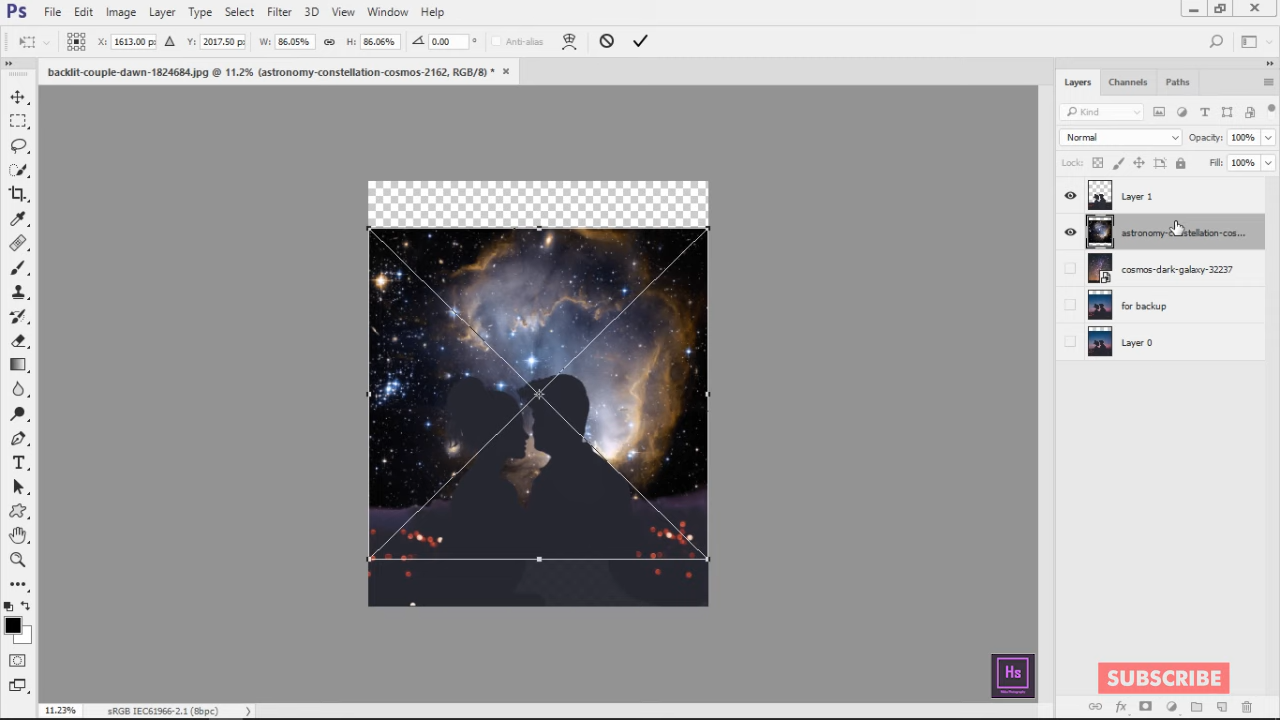 Ps File Edit Image Layer Type Select Filter 3D View Window Help
X: 1613.00 px Y: 2017.50 px W: 86.05% H: 86.06% 0.00 ° Anti-alias
backlit-couple-dawn-1824684.jpg @ 11.2% (astronomy-constellation-cosmos-2162, RGB/8) * ×
Layers Channels Paths
Kind
Normal Opacity: 100%
Lock: Fill: 100%
Layer 1
astronomy-constellation-cos...
cosmos-dark-galaxy-32237
for backup
Layer 0
Hs
SUBSCRIBE
11.23% sRGB IEC61966-2.1 (8bpc)
fx